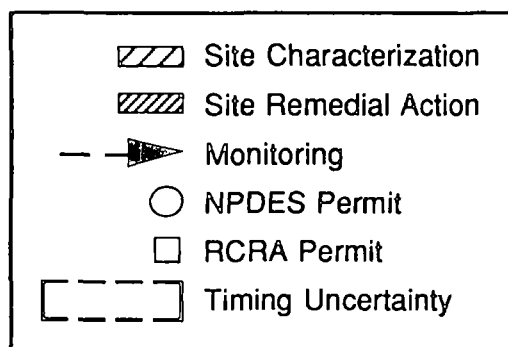 Site Characterization
Site Remedial Action
Monitoring
NPDES Permit
RCRA Permit
Timing Uncertainty